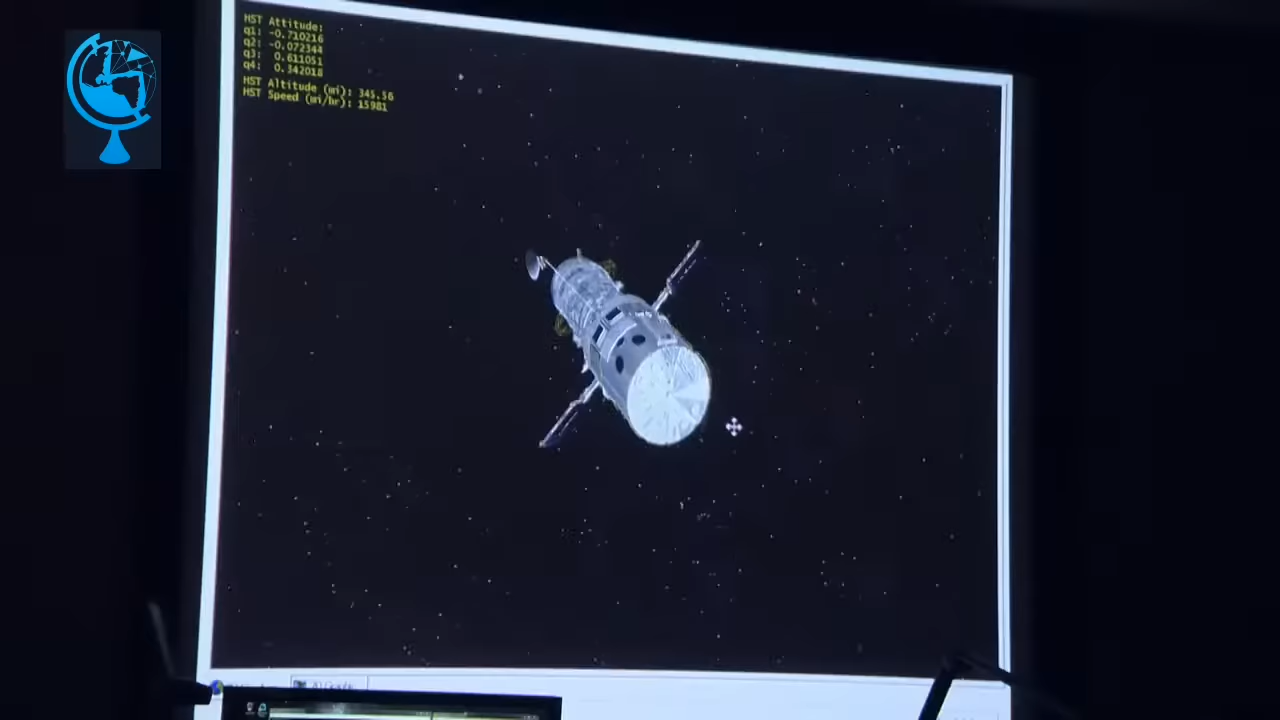 HST Attitude:
q1: -0.710216
q2: -0.072344
q3: 0.611051
q4: 0.342018
HST Altitude (mi): 345.56
HST Speed (mi/hr): 15981